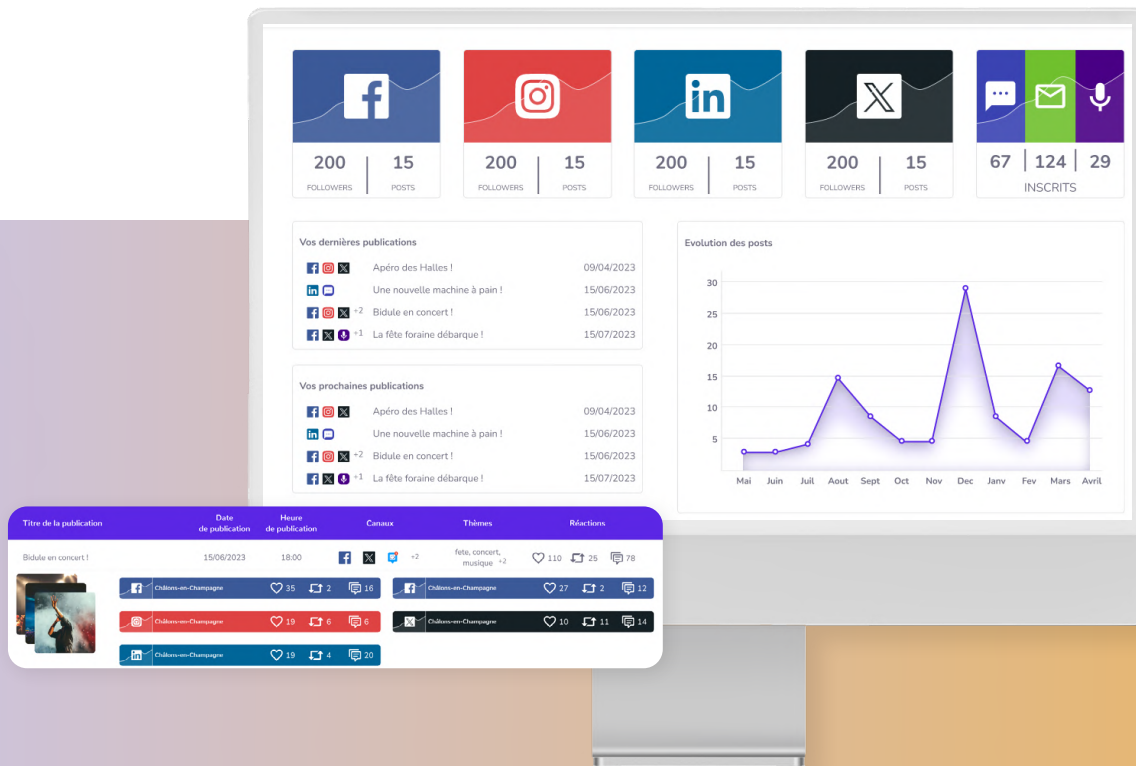 200 15
FOLLOWERS POSTS
200 15
FOLLOWERS POSTS
200 15
FOLLOWERS POSTS
200 15
FOLLOWERS POSTS
67 124 29
INSCRITS
Vos dernières publications
Apéro des Halles ! 09/04/2023
Une nouvelle machine à pain ! 15/06/2023
+2 Bidule en concert ! 15/06/2023
+1 La fête foraine débarque ! 15/07/2023
Vos prochaines publications
Apéro des Halles ! 09/04/2023
Une nouvelle machine à pain ! 15/06/2023
+2 Bidule en concert ! 15/06/2023
+1 La fête foraine débarque ! 15/07/2023
Evolution des posts
30
25
20
15
10
5
Mai Juin Juil Aout Sept Oct Nov Dec Janv Fev Mars Avril
Titre de la publication
Date
de publication
Heure
de publication
Canaux
Thèmes
Réactions
Bidule en concert ! 15/06/2023 18:00 +2
fete, concert,
musique +2
110 25 78
Châlons-en-Champagne 35 2 16
Châlons-en-Champagne 27 2 12
Châlons-en-Champagne 19 6 6
Châlons-en-Champagne 10 11 14
Châlons-en-Champagne 19 4 20